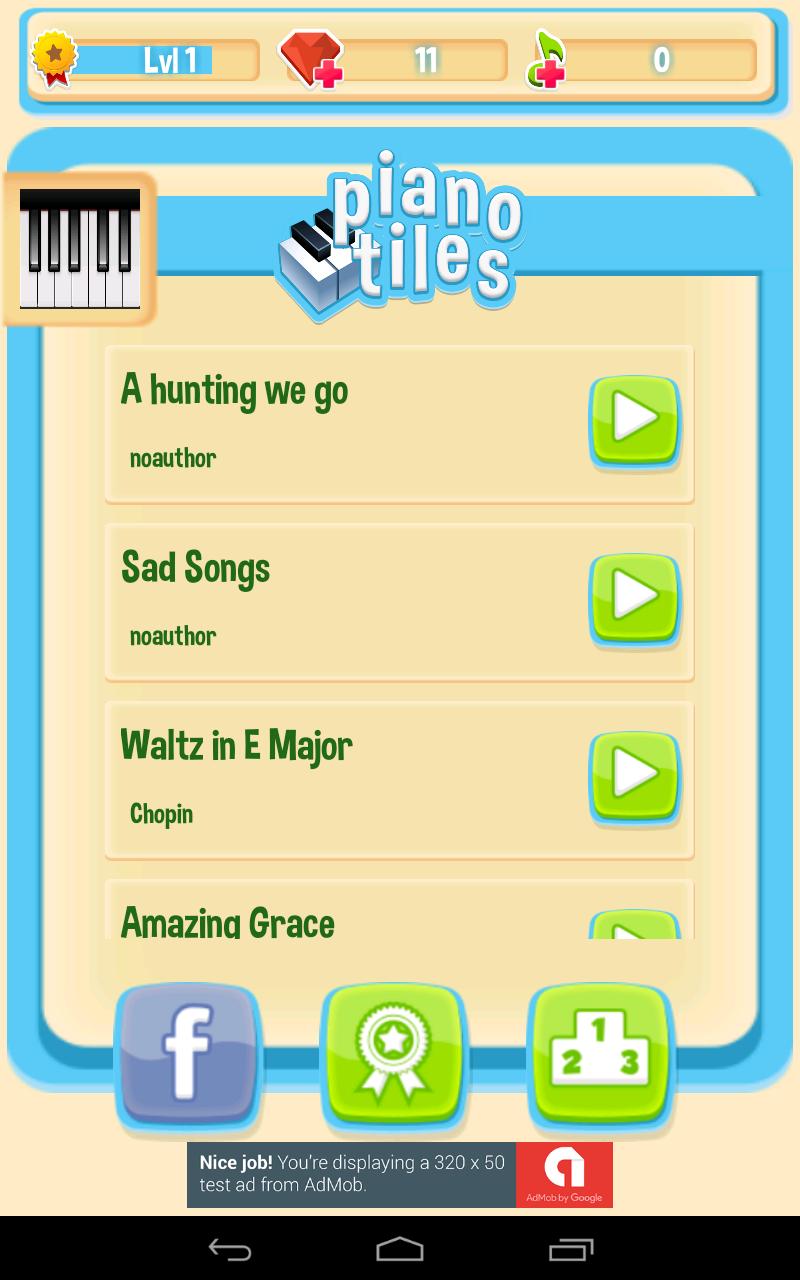 Lvl 1
11
0
piano
tiles
A hunting we go
noauthor
Sad Songs
noauthor
Waltz in E Major
Chopin
Amazing Grace
f
1
2 3
Nice job! You're displaying a 320 x 50
test ad from AdMob.
AdMob by Google